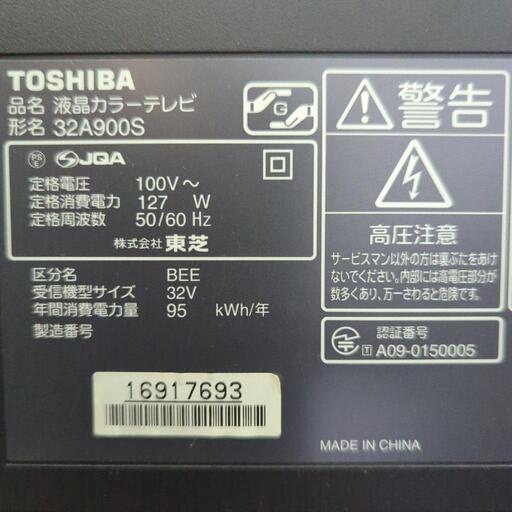 TOSHIBA
品名 液晶カラーテレビ
形名 32A900S
G
PS
E
JQA
定格電圧 100V～
定格消費電力 127 W
定格周波数 50/60 Hz
株式会社 東芝
区分名 BEE
受信機型サイズ 32V
年間消費電力量 95 kWh/年
製造番号
16917693
警告
高圧注意
サービスマン以外の方は裏ぶたをあけ
ないでください。内部には高電圧部分が
数多くあり、万一さわると危険です。
認証番号
T A09-0150005
MADE IN CHINA